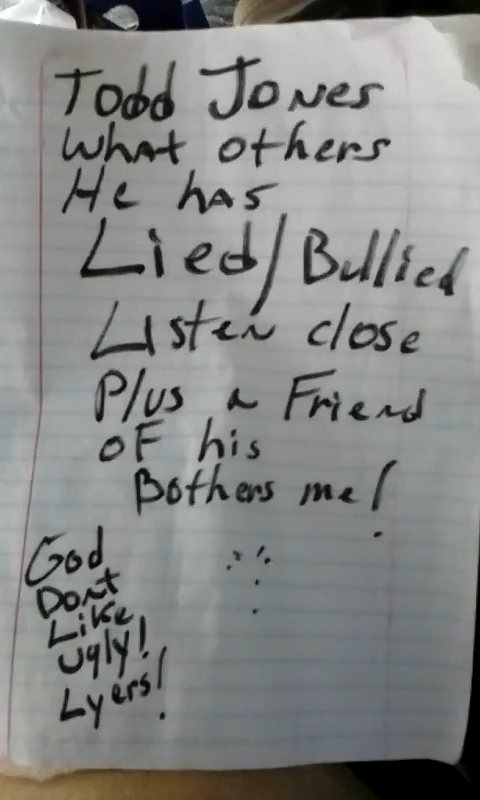 Todd Jones
What others
He has
Lied/Bullied
Listen close
Plus a Friend
OF his
Bothers me!
God
Dont
Like
Ugly!
Lyers!